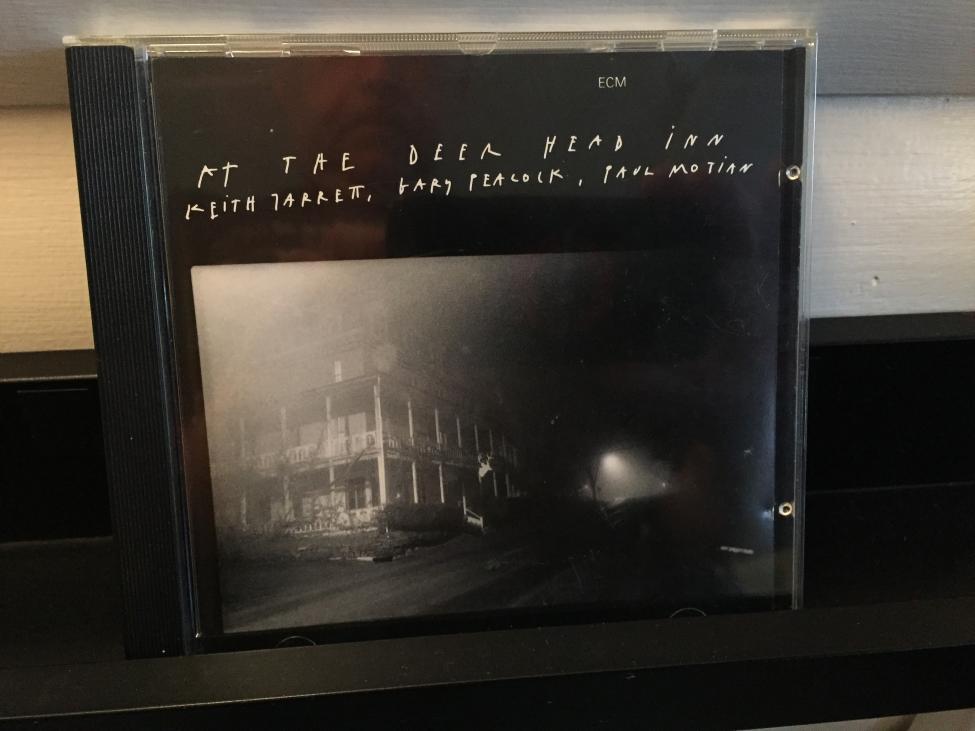 ECM
AT THE DEER HEAD INN
KEITH JARRETT, GARY PEACOCK, PAUL MOTIAN